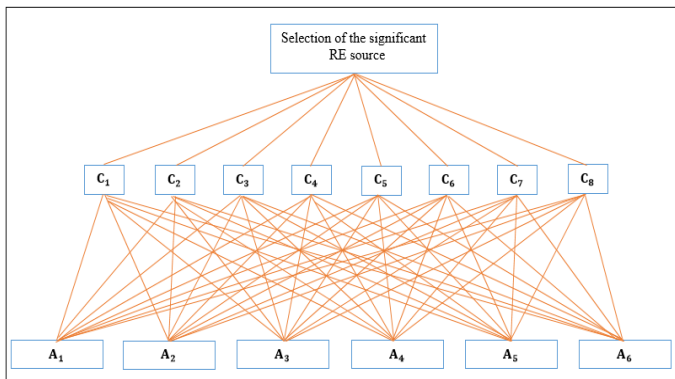 Selection of the significant
RE source
C₁ C₂ C₃ C₄ C₅ C₆ C₇ C₈
A₁ A₂ A₃ A₄ A₅ A₆